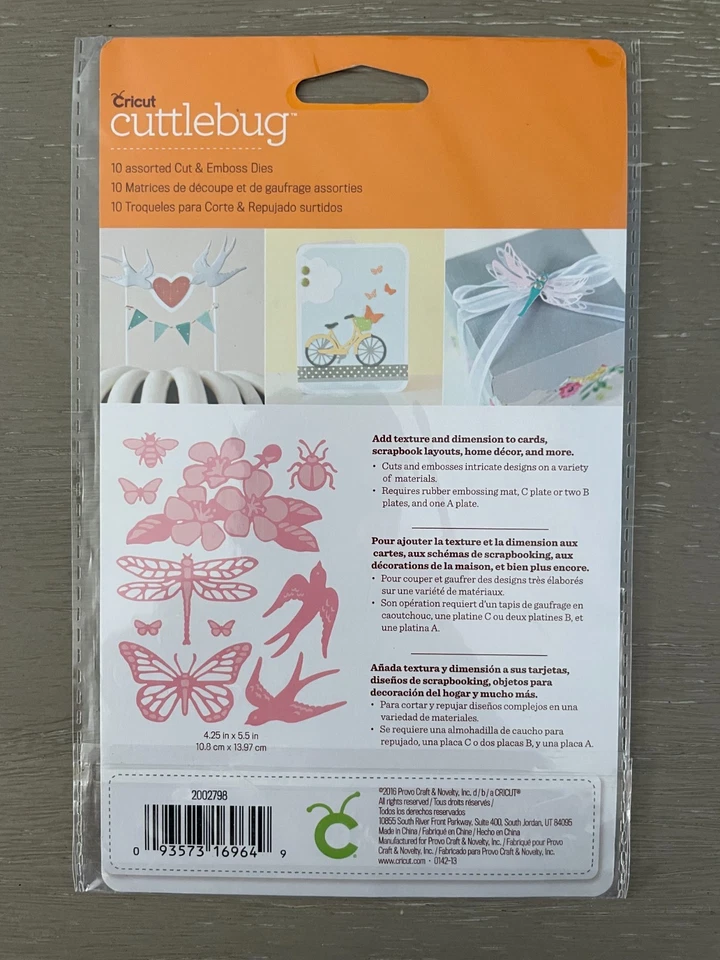 Cricut
cuttlebug™
10 assorted Cut & Emboss Dies
10 Matrices de découpe et de gaufrage assorties
10 Troqueles para Corte & Repujado surtidos
Add texture and dimension to cards,
scrapbook layouts, home décor, and more.
• Cuts and embosses intricate designs on a variety
of materials.
• Requires rubber embossing mat, C plate or two B
plates, and one A plate.
Pour ajouter la texture et la dimension aux
cartes, aux schémas de scrapbooking, aux
décorations de la maison, et bien plus encore.
• Pour couper et gaufrer des designs très élaborés
sur une variété de matériaux.
• Son opération requiert d'un tapis de gaufrage en
caoutchouc, une platine C ou deux platines B, et
une platina A.
Añada textura y dimensión a sus tarjetas,
diseños de scrapbooking, objetos para
decoración del hogar y mucho más.
• Para cortar y repujar diseños complejos en una
variedad de materiales.
• Se requiere una almohadilla de caucho para
repujado, una placa C o dos placas B, y una placa A.
4.25 in x 5.5 in
10.8 cm x 13.97 cm
2002798
0 93573 16964 9
©2016 Provo Craft & Novelty, Inc. d/b/a CRICUT®
All rights reserved / Tous droits réservés /
Todos los derechos reservados
10855 South River Front Parkway, Suite 400, South Jordan, UT 84095
Made in China / Fabriqué en Chine / Hecho en China
Manufactured for Provo Craft & Novelty, Inc. / Fabriqué pour Provo
Craft & Novelty, Inc. / Fabricado para Provo Craft & Novelty, Inc.
www.cricut.com · 0142-13